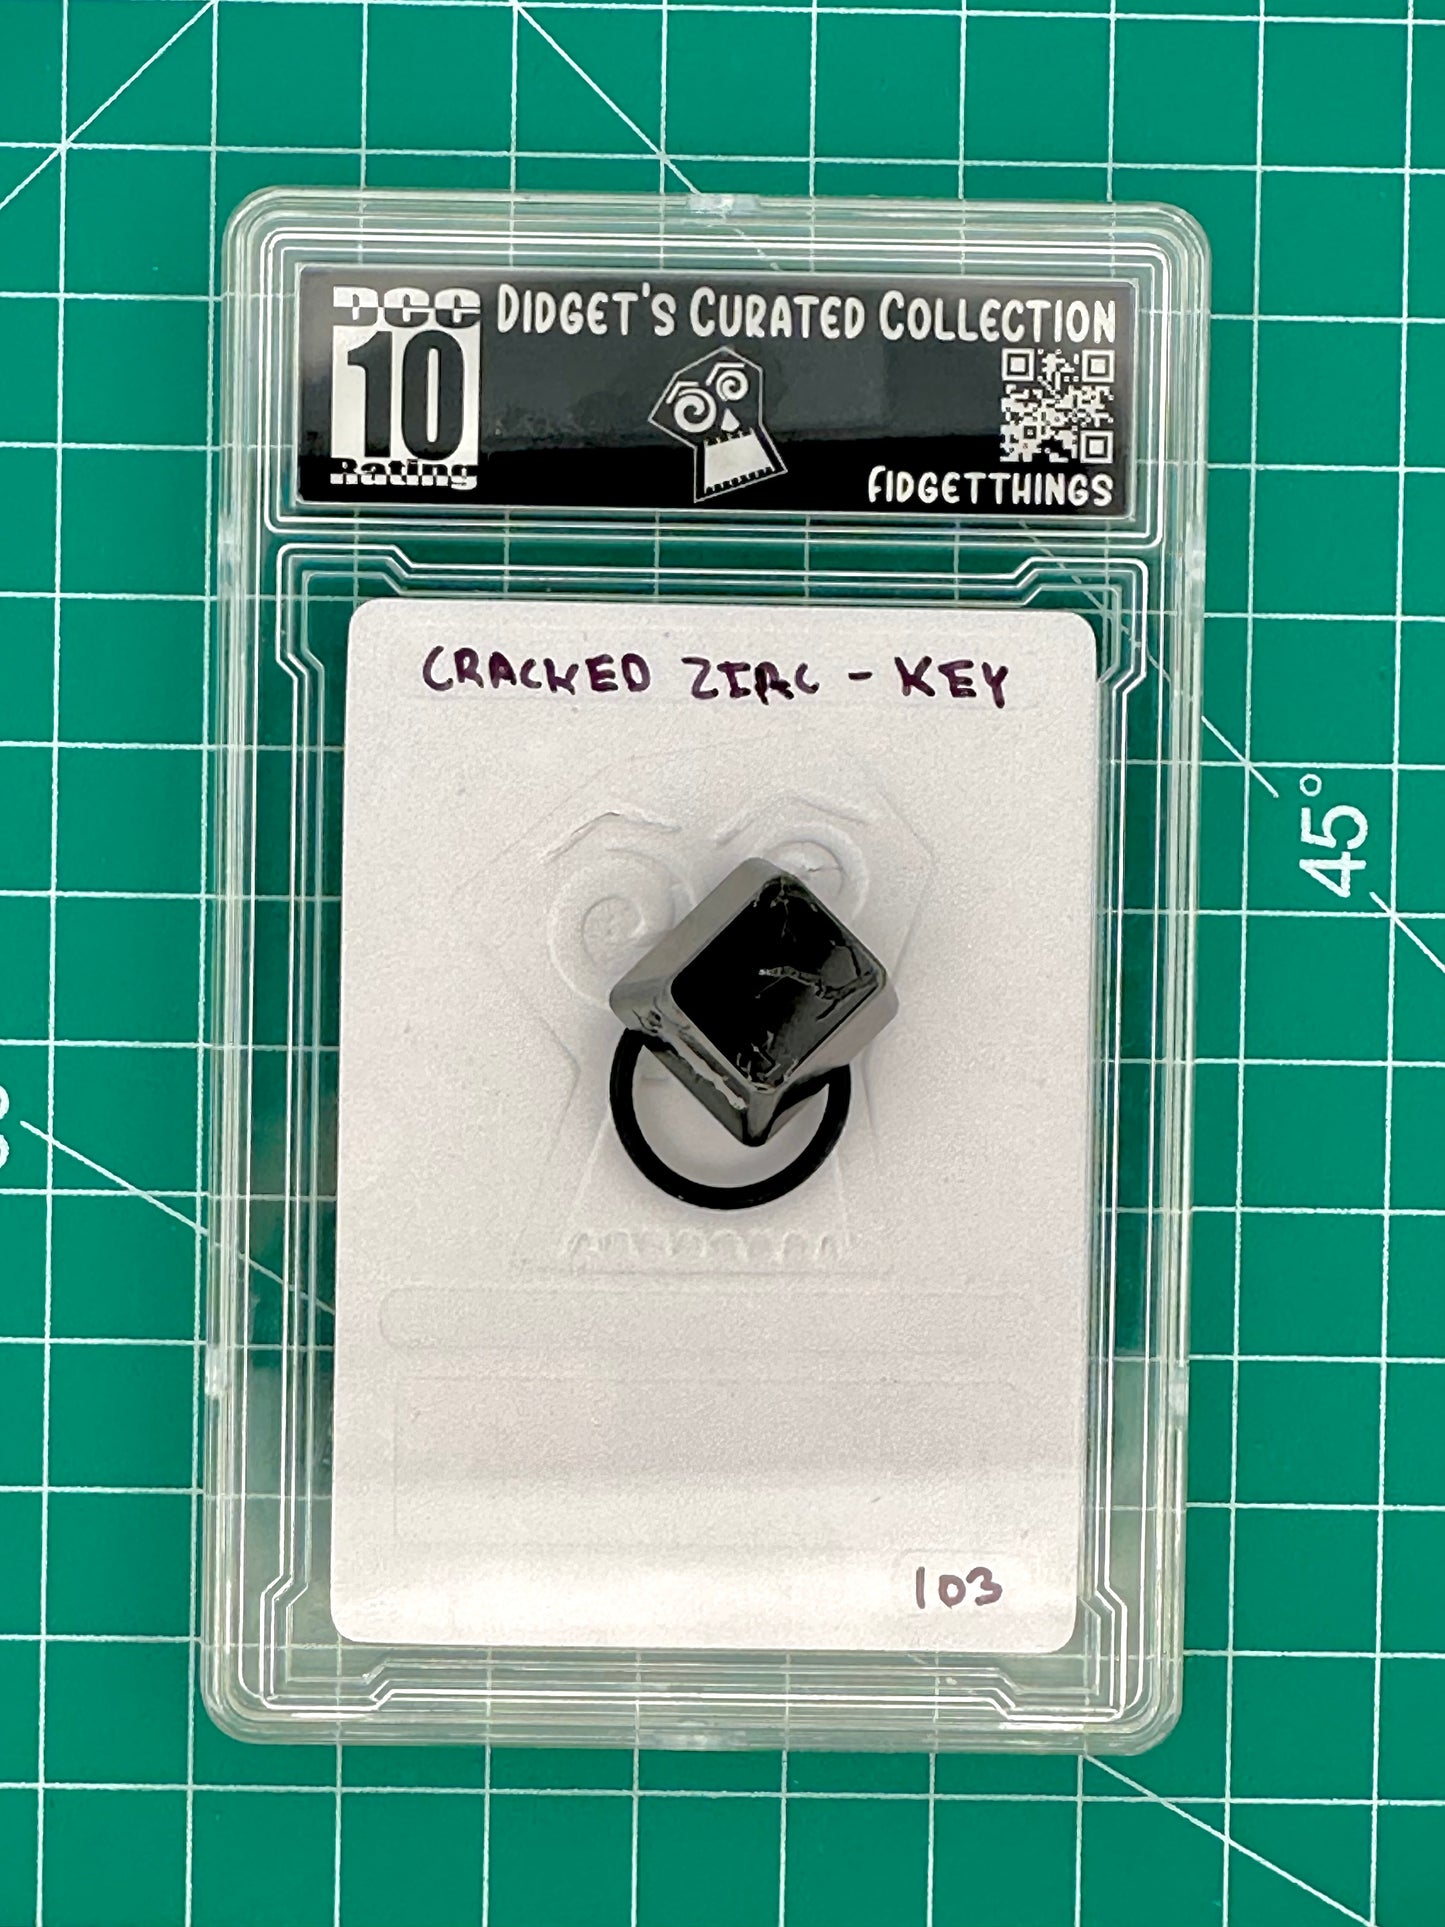 DCC
10
Rating
DIDGET'S CURATED COLLECTION
FIDGETTHINGS
CRACKED ZIRC - KEY
45°
103